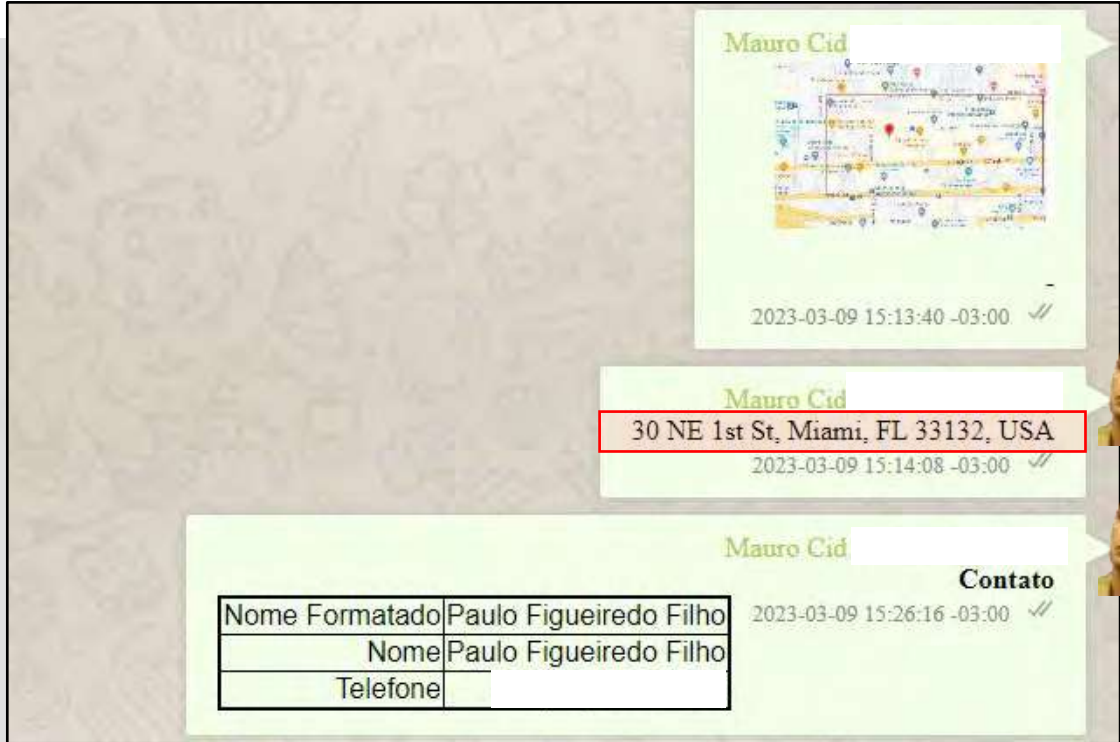 Mauro Cid
-
2023-03-09 15:13:40 -03:00
Mauro Cid
30 NE 1st St, Miami, FL 33132, USA
2023-03-09 15:14:08 -03:00
Mauro Cid
Contato
Nome Formatado Paulo Figueiredo Filho
2023-03-09 15:26:16 -03:00
Nome Paulo Figueiredo Filho
Telefone